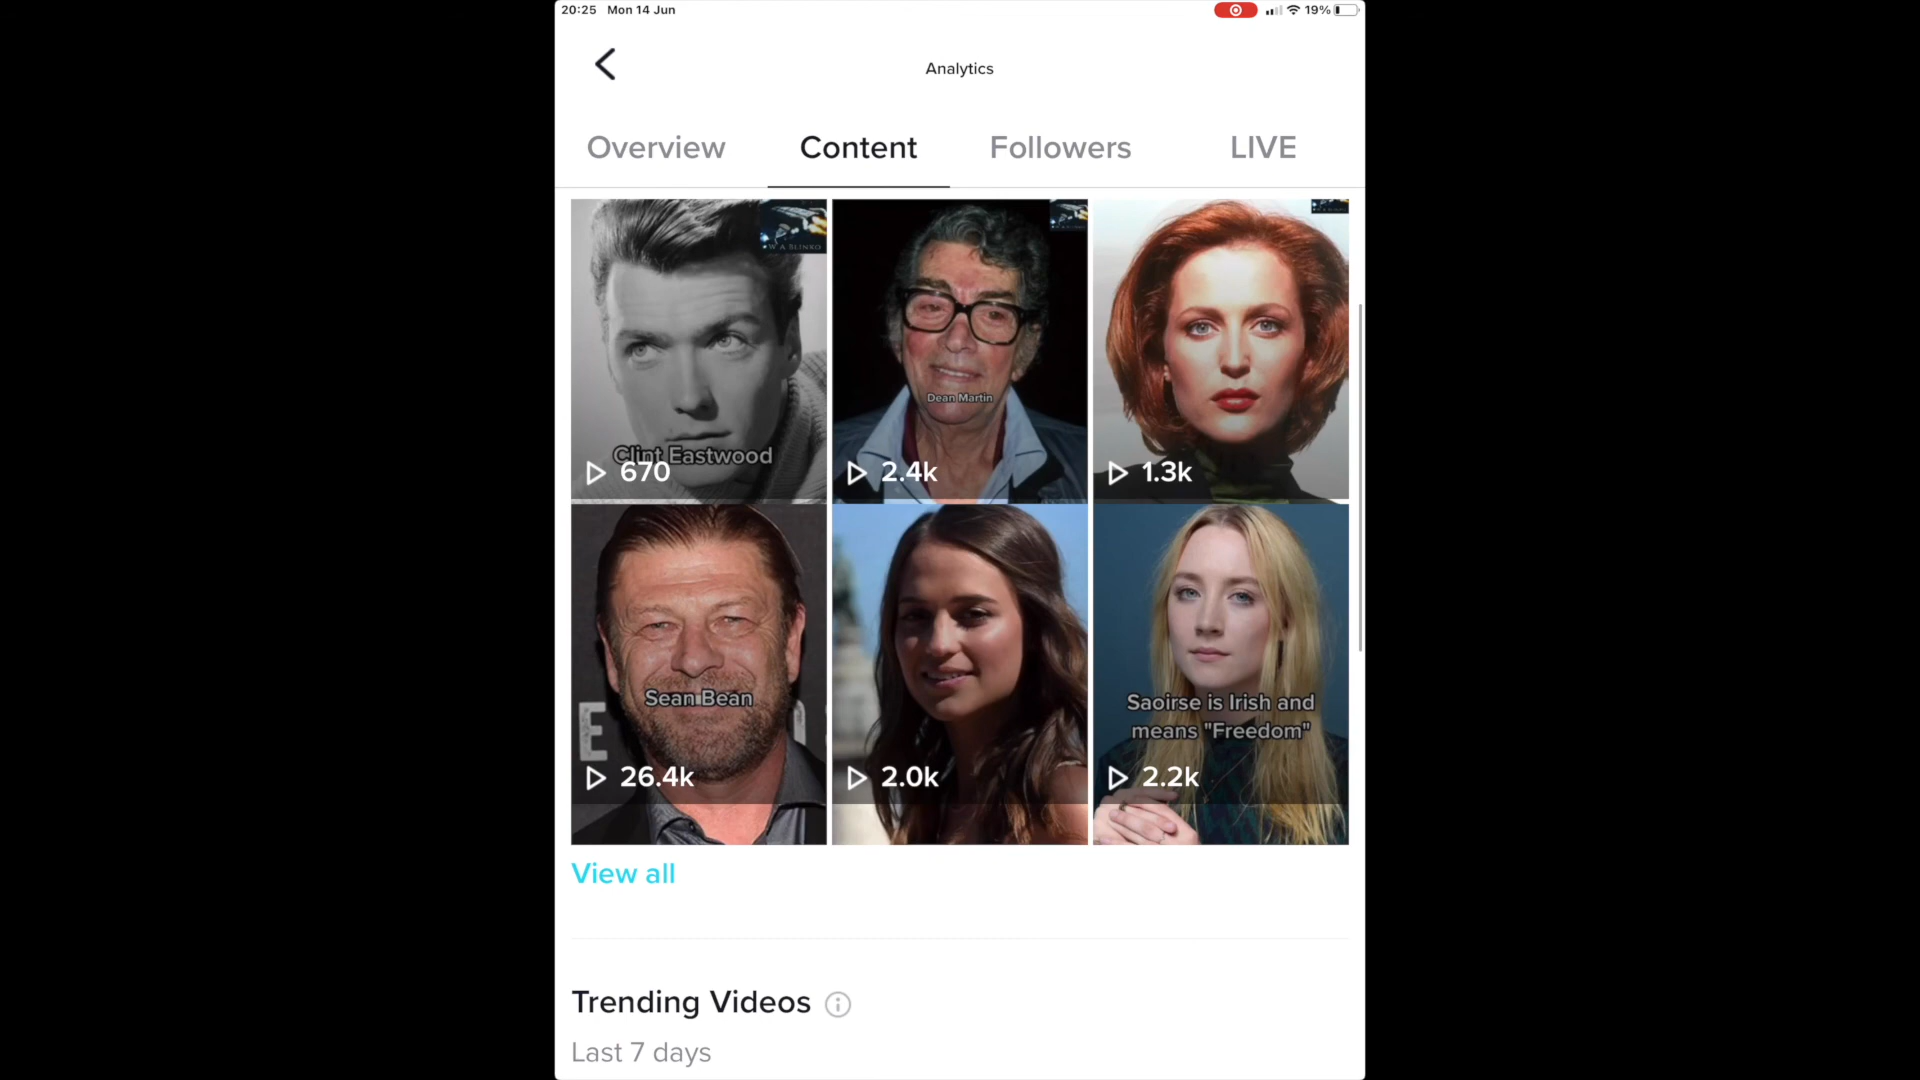 20:25 Mon 14 Jun
19%
Analytics
Overview Content Followers LIVE
W A BLINKO
Clint Eastwood
670
Dean Martin
2.4k
1.3k
E
Sean Bean
26.4k
2.0k
Saoirse is Irish and
means "Freedom"
2.2k
View all
Trending Videos
Last 7 days